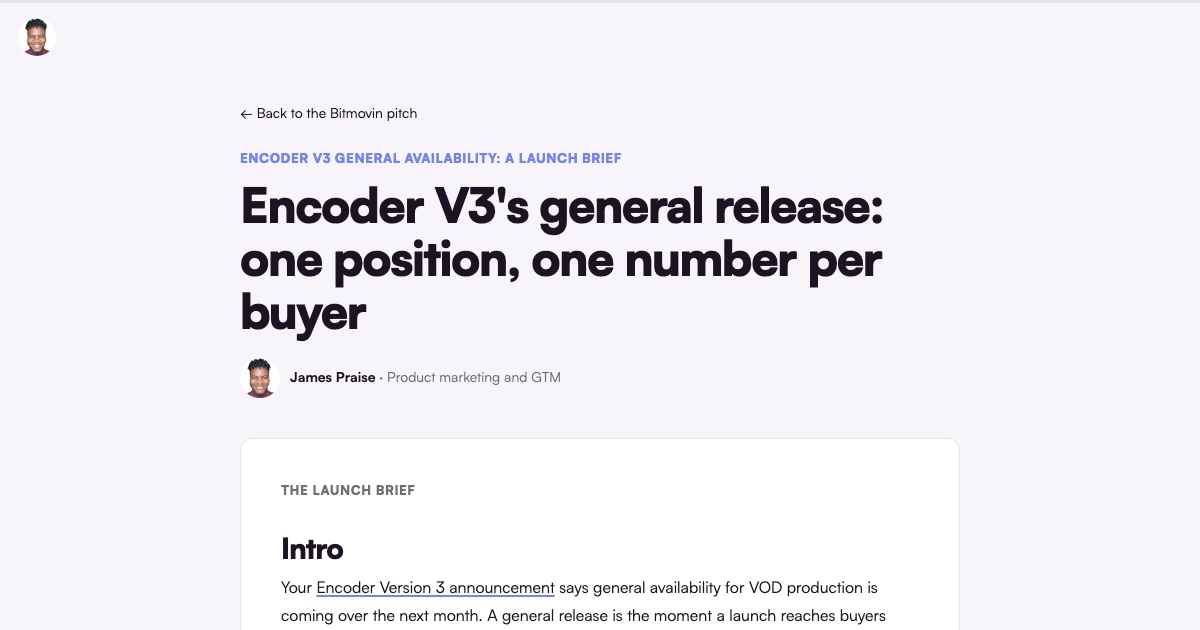 ← Back to the Bitmovin pitch
ENCODER V3 GENERAL AVAILABILITY: A LAUNCH BRIEF
Encoder V3's general release:
one position, one number per
buyer
James Praise · Product marketing and GTM
THE LAUNCH BRIEF
Intro
Your Encoder Version 3 announcement says general availability for VOD production is
coming over the next month. A general release is the moment a launch reaches buyers